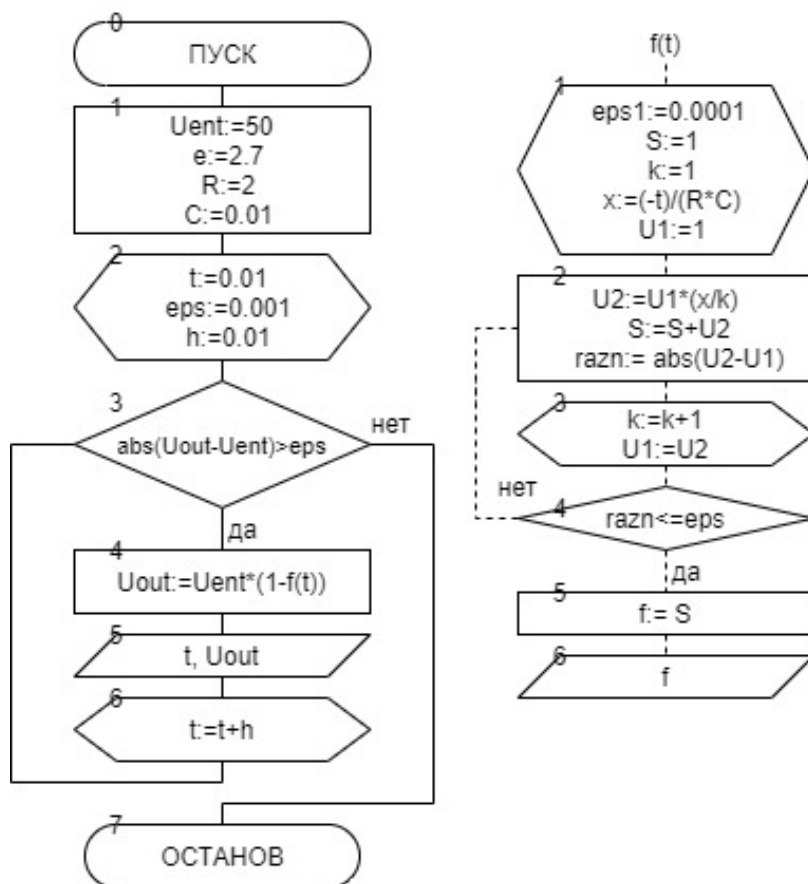 0
ПУСК
1
Uent:=50
e:=2.7
R:=2
C:=0.01
2
t:=0.01
eps:=0.001
h:=0.01
3
abs(Uout-Uent)>eps
нет
да
4
Uout:=Uent*(1-f(t))
5
t, Uout
6
t:=t+h
7
ОСТАНОВ
f(t)
1
eps1:=0.0001
S:=1
k:=1
x:=(-t)/(R*C)
U1:=1
2
U2:=U1*(x/k)
S:=S+U2
razn:= abs(U2-U1)
3
k:=k+1
U1:=U2
нет
4
razn<=eps
да
5
f:= S
6
f